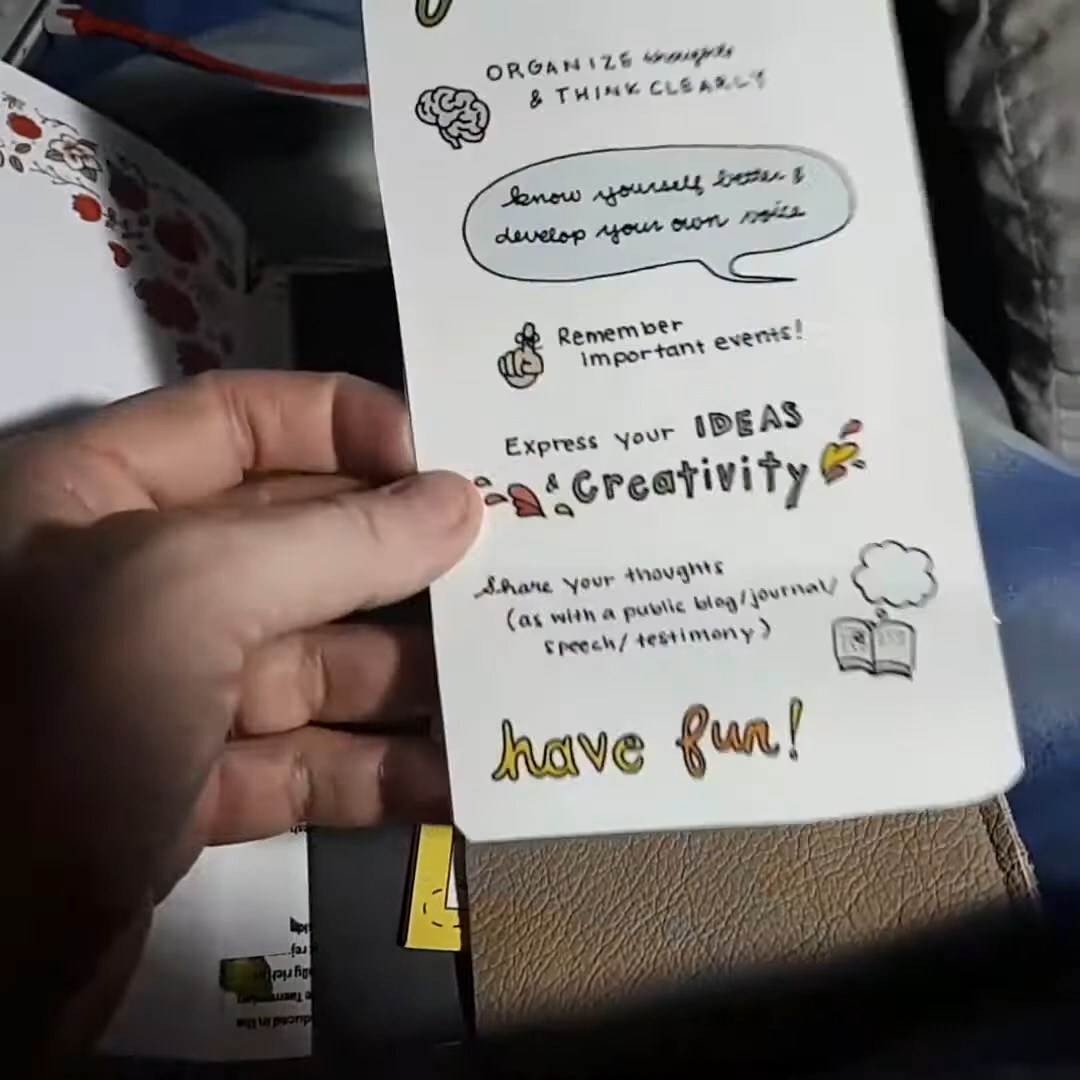 ORGANIZE thoughts
& THINK CLEARLY
know yourself better &
develop your own voice
Remember
important events!
Express your IDEAS
& Creativity
Share your thoughts
(as with a public blog/journal/
speech/testimony)
have fun!